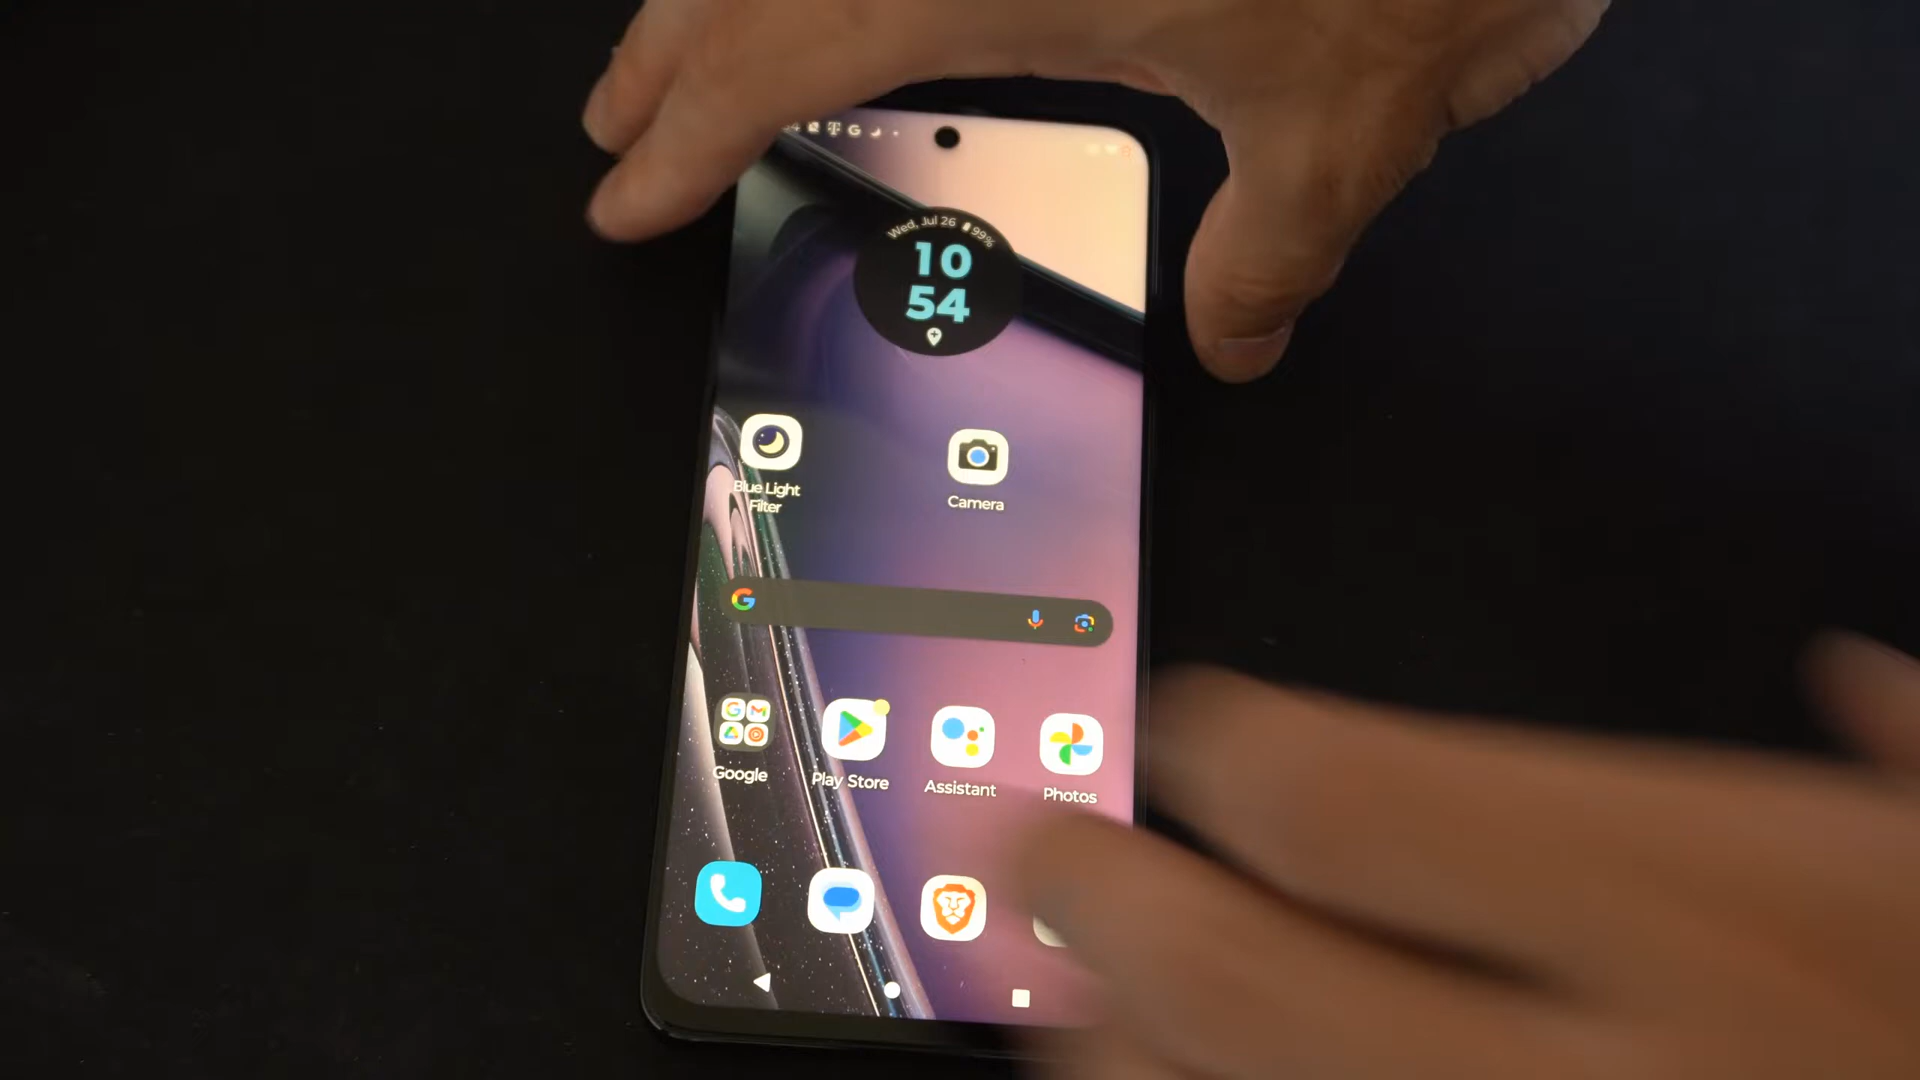 Wed, Jul 26 99%
10
54
Blue Light
Filter
Camera
Google
Play Store
Assistant
Photos